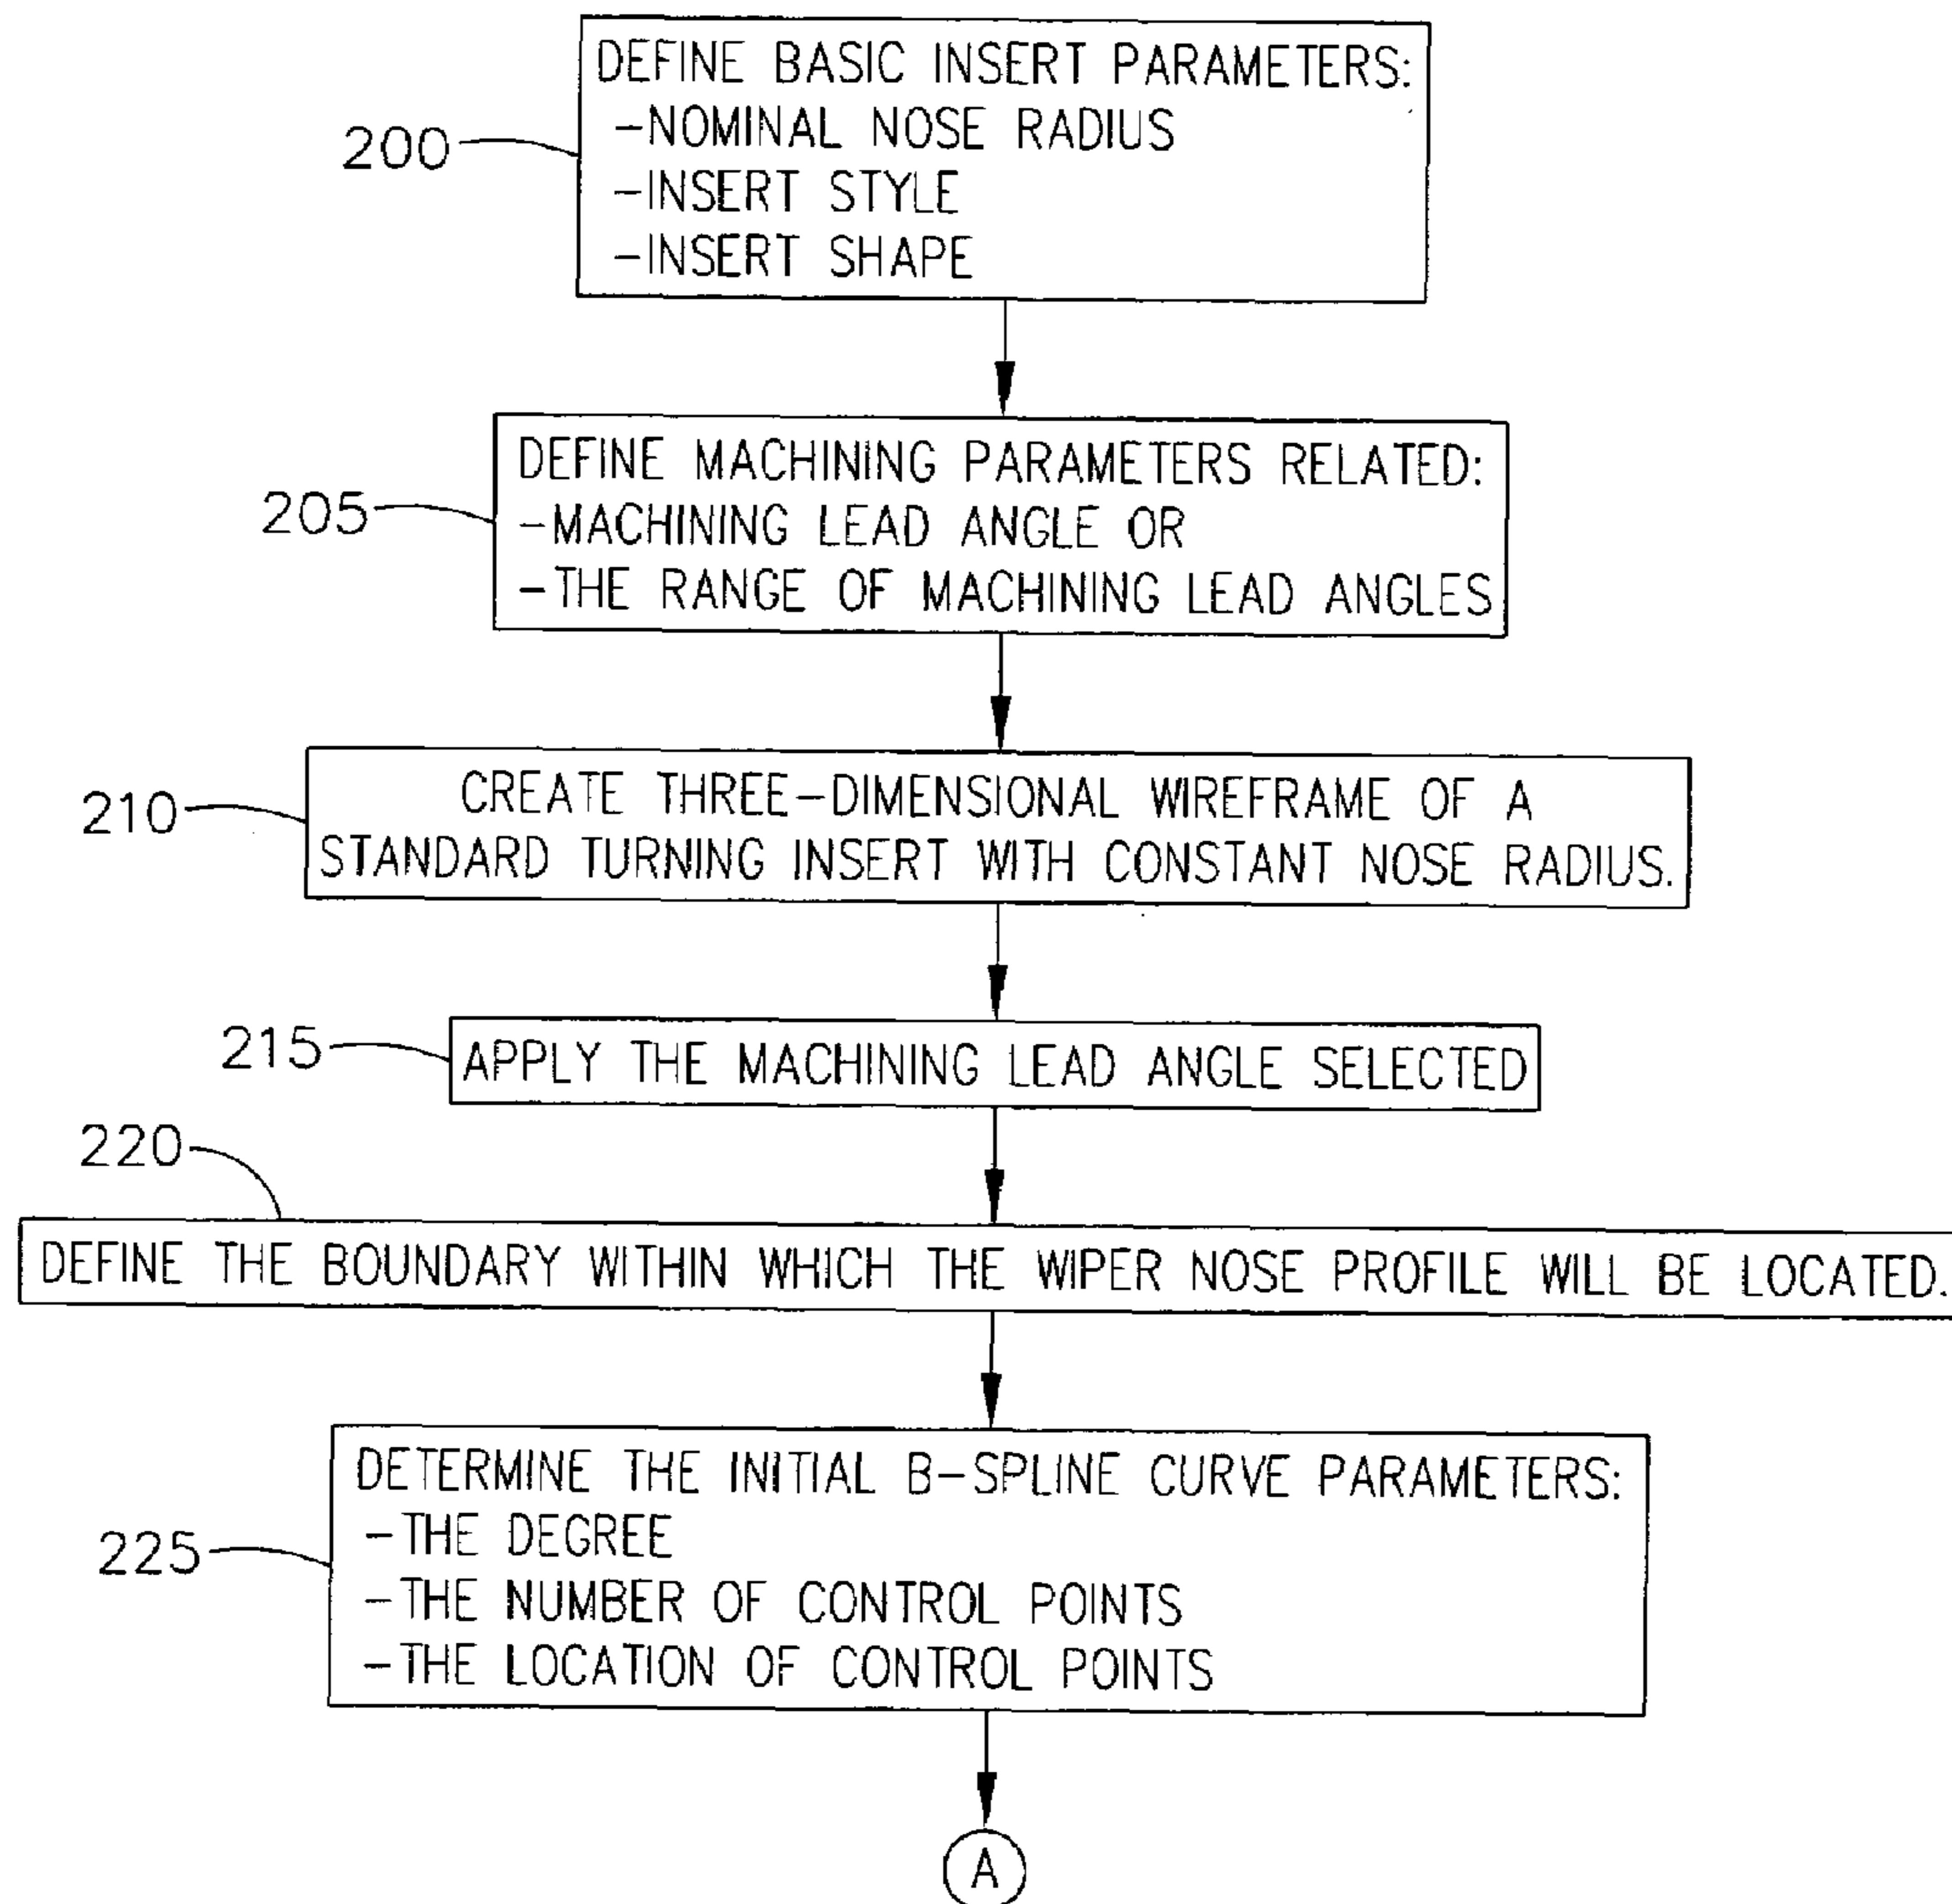 DEFINE BASIC INSERT PARAMETERS:
-NOMINAL NOSE RADIUS
-INSERT STYLE
-INSERT SHAPE
200
DEFINE MACHINING PARAMETERS RELATED:
-MACHINING LEAD ANGLE OR
-THE RANGE OF MACHINING LEAD ANGLES
205
CREATE THREE-DIMENSIONAL WIREFRAME OF A
STANDARD TURNING INSERT WITH CONSTANT NOSE RADIUS.
210
215
APPLY THE MACHINING LEAD ANGLE SELECTED
220
DEFINE THE BOUNDARY WITHIN WHICH THE WIPER NOSE PROFILE WILL BE LOCATED.
DETERMINE THE INITIAL B-SPLINE CURVE PARAMETERS:
-THE DEGREE
-THE NUMBER OF CONTROL POINTS
-THE LOCATION OF CONTROL POINTS
225
A